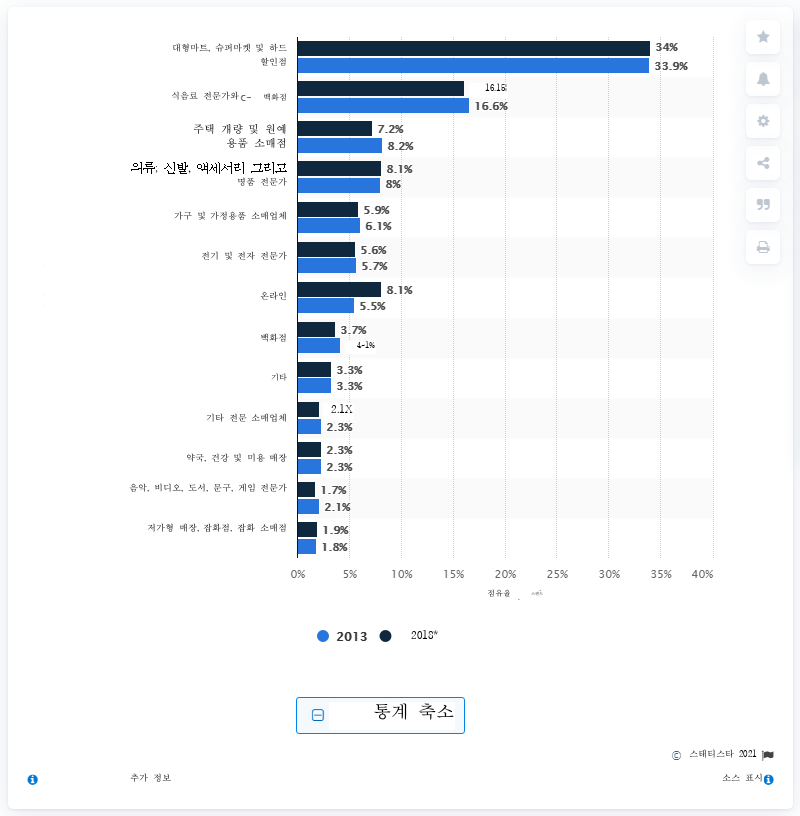 대형마트, 슈퍼마켓 및 하드
할인점
34%
33.9%
식음료 전문가와c- 백화점
16.6%
주택 개량 및 원예
용품 소매점
7.2%
8.2%
의류; 신발, 액세서리 그리고
명품 전문가
8.1%
8%
가구 및 가정용품 소매업체
5.9%
6.1%
전기 및 전자 전문가
5.6%
5.7%
온라인
8.1%
5.5%
백화점
3.7%
4-1%
기타
3.3%
3.3%
기타 전문 소매업체
2.1X
2.3%
약국, 건강 및 미용 매장
2.3%
2.3%
음악, 비디오, 도서, 문구, 게임 전문가
1.7%
2.1%
저가형 매장, 잡화점, 잡화 소매점
1.9%
1.8%
0% 5% 10% 15% 20% 25% 30% 35% 40%
점유율
2013 2018*
통계 축소
© 스태티스타 2021
추가 정보 소스 표시